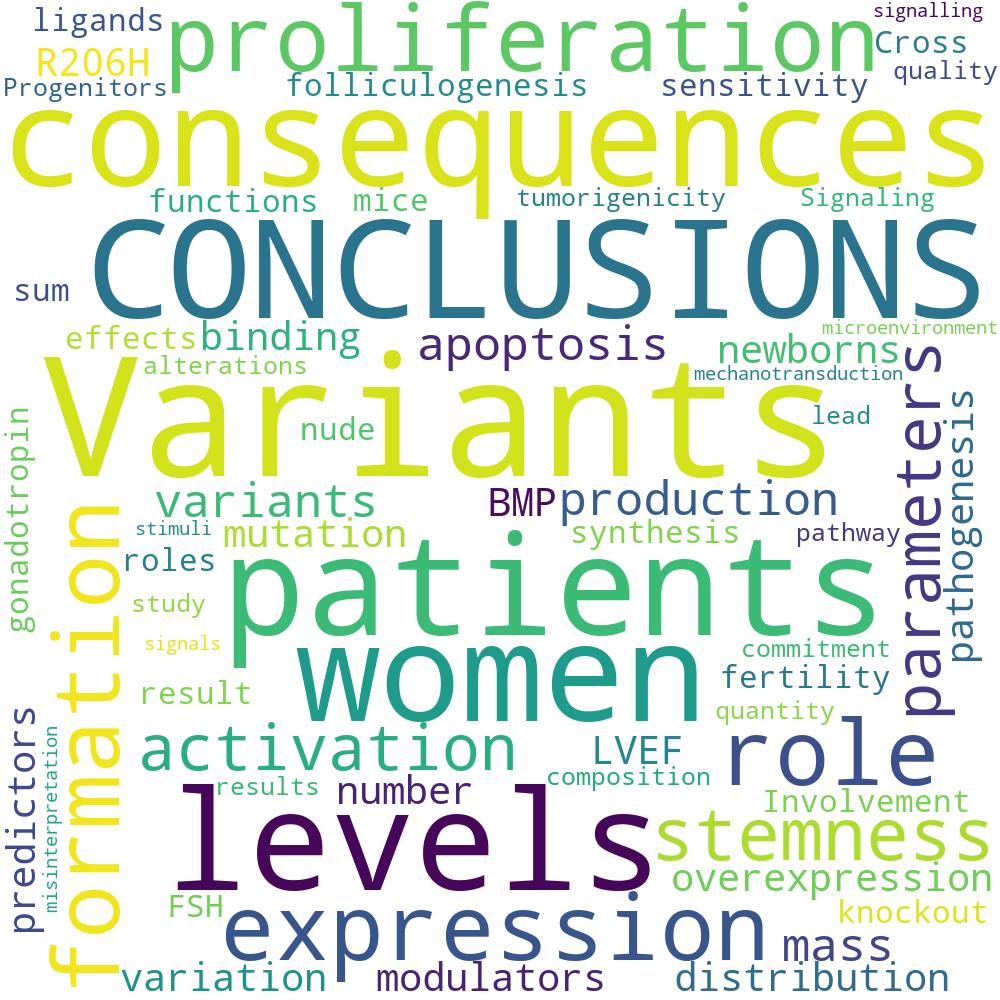 ligands
proliferation
signalling
R206H
Cross
quality
Progenitors
folliculogenesis
sensitivity
consequences
functions
mice
tumorigenicity
Signaling
CONCLUSIONS
sum
effects
binding
apoptosis
microenvironment
newborns
alterations
mechanotransduction
Variants
parameters
pathogenesis
gonadotropin
nude
lead
variants
BMP
production
formation
stimuli
mutation
synthesis
pathway
roles
patients
study
signals
women
commitment
fertility
result
quantity
predictors
misinterpretation
activation
LVEF
role
results
number
composition
levels
Involvement
stemness
overexpression
FSH
expression
knockout
mass
variation
modulators
distribution